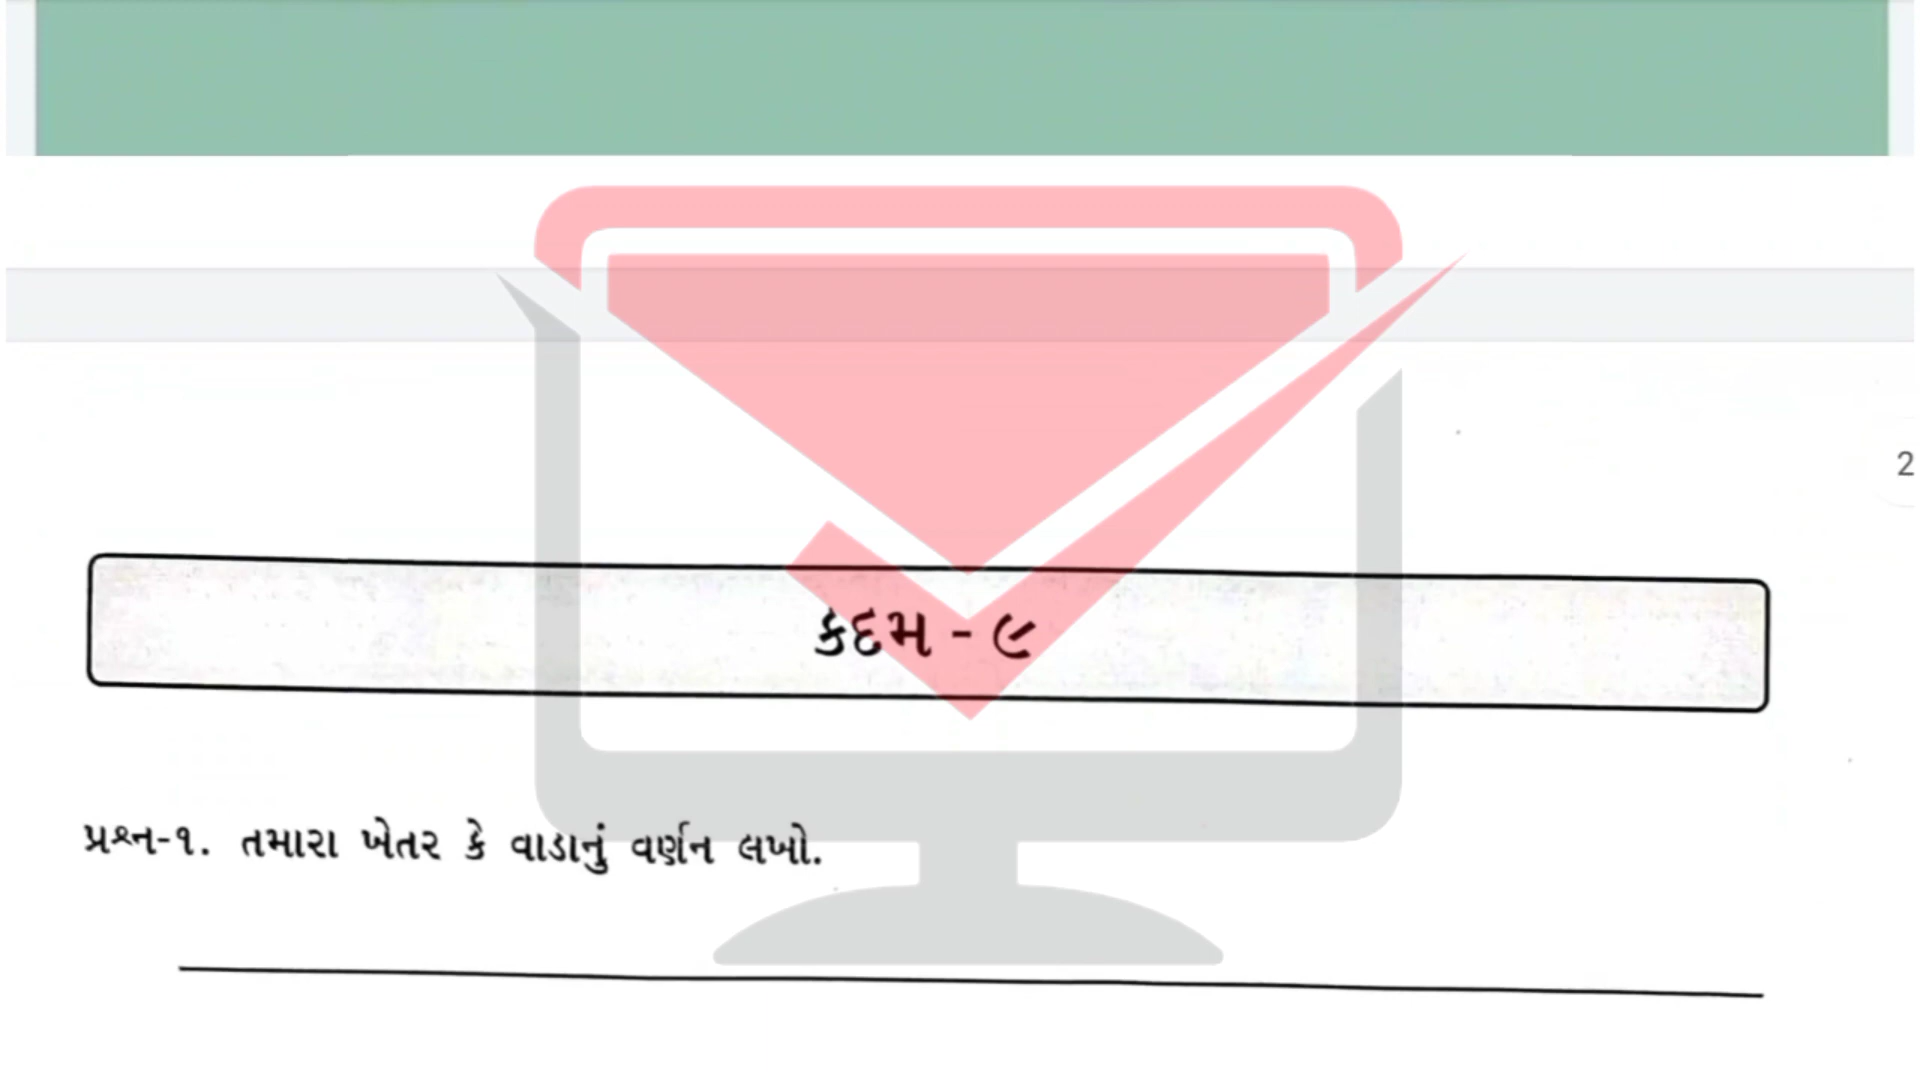 2
કદમ - ૯
પ્રશ્ન-૧. તમારા ખેતર કે વાડાનું વર્ણન લખો.